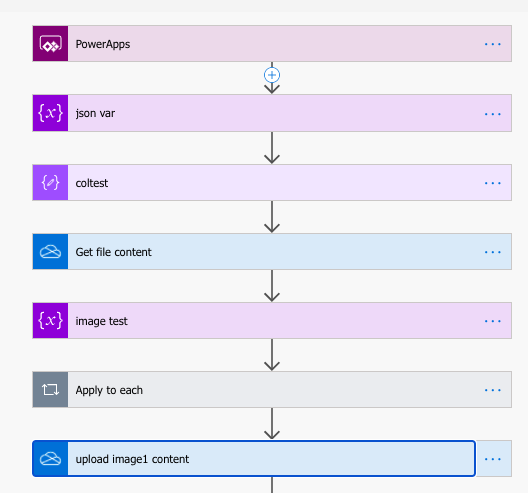 PowerApps
{x} json var
coltest
Get file content
{x} image test
Apply to each
upload image1 content